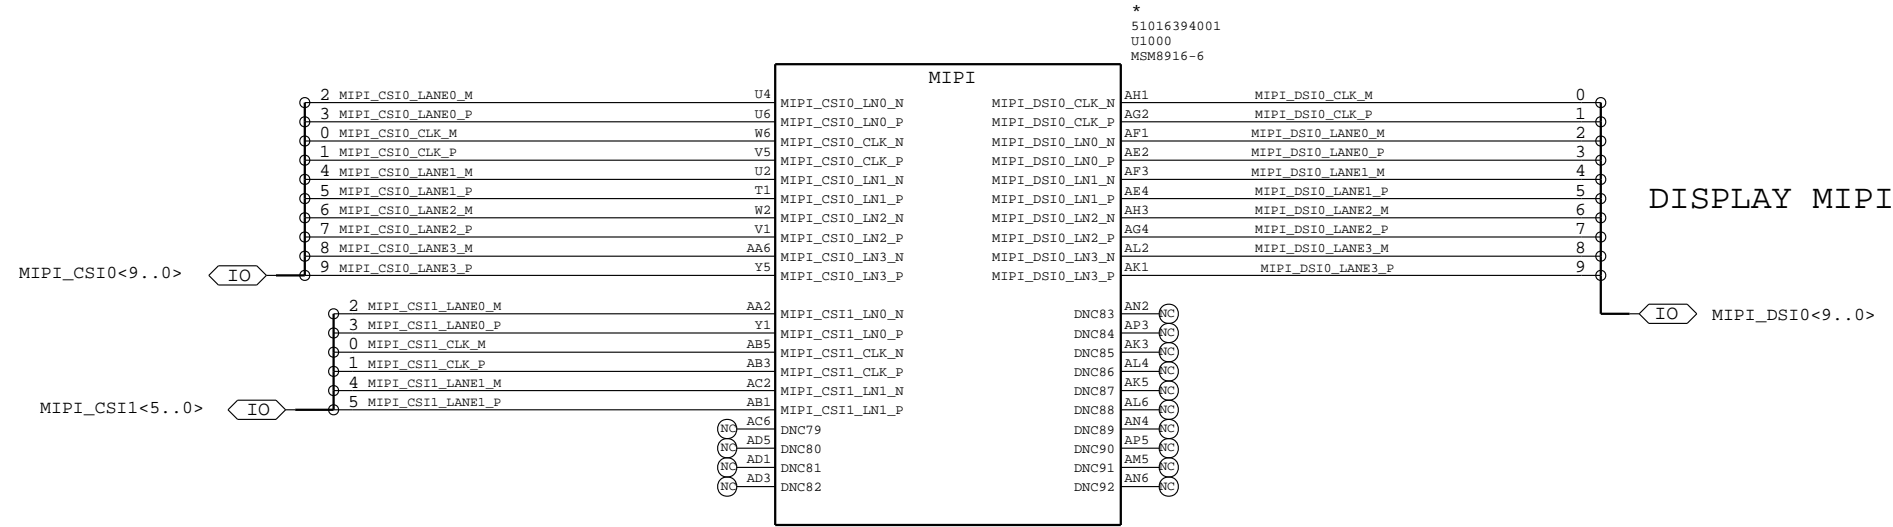 *
51016394001
U1000
MSM8916-6
MIPI
2 MIPI_CSI0_LANE0_M U4 MIPI_CSI0_LN0_N MIPI_DSI0_CLK_N AH1 MIPI_DSI0_CLK_M 0
3 MIPI_CSI0_LANE0_P U6 MIPI_CSI0_LN0_P MIPI_DSI0_CLK_P AG2 MIPI_DSI0_CLK_P 1
0 MIPI_CSI0_CLK_M W6 MIPI_CSI0_CLK_N MIPI_DSI0_LN0_N AF1 MIPI_DSI0_LANE0_M 2
1 MIPI_CSI0_CLK_P V5 MIPI_CSI0_CLK_P MIPI_DSI0_LN0_P AE2 MIPI_DSI0_LANE0_P 3
4 MIPI_CSI0_LANE1_M U2 MIPI_CSI0_LN1_N MIPI_DSI0_LN1_N AF3 MIPI_DSI0_LANE1_M 4
5 MIPI_CSI0_LANE1_P T1 MIPI_CSI0_LN1_P MIPI_DSI0_LN1_P AE4 MIPI_DSI0_LANE1_P 5
DISPLAY MIPI
6 MIPI_CSI0_LANE2_M W2 MIPI_CSI0_LN2_N MIPI_DSI0_LN2_N AH3 MIPI_DSI0_LANE2_M 6
7 MIPI_CSI0_LANE2_P V1 MIPI_CSI0_LN2_P MIPI_DSI0_LN2_P AG4 MIPI_DSI0_LANE2_P 7
8 MIPI_CSI0_LANE3_M AA6 MIPI_CSI0_LN3_N MIPI_DSI0_LN3_N AL2 MIPI_DSI0_LANE3_M 8
MIPI_CSI0<9..0> IO 9 MIPI_CSI0_LANE3_P Y5 MIPI_CSI0_LN3_P MIPI_DSI0_LN3_P AK1 MIPI_DSI0_LANE3_P 9
2 MIPI_CSI1_LANE0_M AA2 MIPI_CSI1_LN0_N DNC83 AN2 NC IO MIPI_DSI0<9..0>
3 MIPI_CSI1_LANE0_P Y1 MIPI_CSI1_LN0_P DNC84 AP3 NC
0 MIPI_CSI1_CLK_M AB5 MIPI_CSI1_CLK_N DNC85 AK3 NC
1 MIPI_CSI1_CLK_P AB3 MIPI_CSI1_CLK_P DNC86 AL4 NC
4 MIPI_CSI1_LANE1_M AC2 MIPI_CSI1_LN1_N DNC87 AK5 NC
MIPI_CSI1<5..0> IO 5 MIPI_CSI1_LANE1_P AB1 MIPI_CSI1_LN1_P DNC88 AL6 NC
NC AC6 DNC79 DNC89 AN4 NC
NC AD5 DNC80 DNC90 AP5 NC
NC AD1 DNC81 DNC91 AM5 NC
NC AD3 DNC82 DNC92 AN6 NC